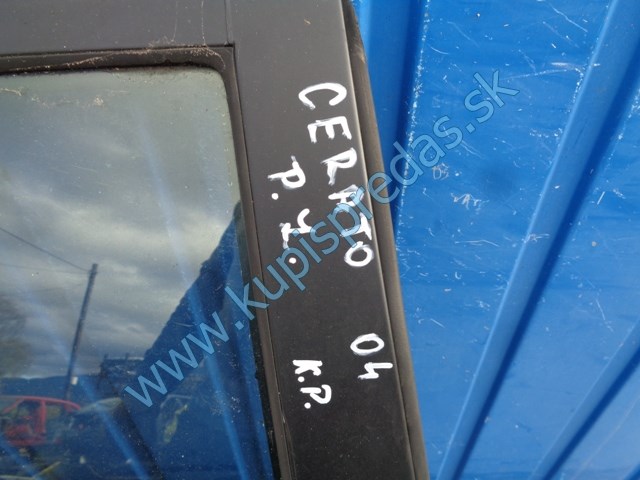 CERATO 04
P. Z. K.P.
www.kupispredas.sk